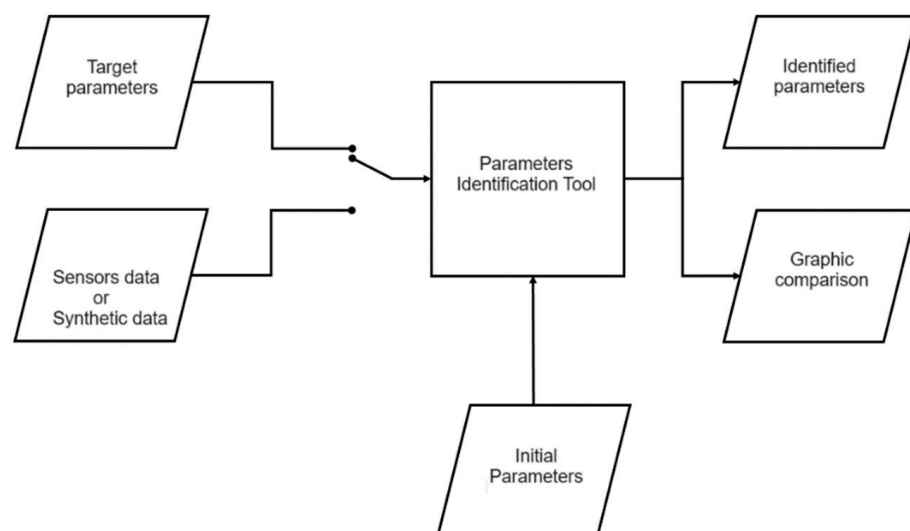 Target
parameters
Identified
parameters
Parameters
Identification Tool
Sensors data
or
Synthetic data
Graphic
comparison
Initial
Parameters